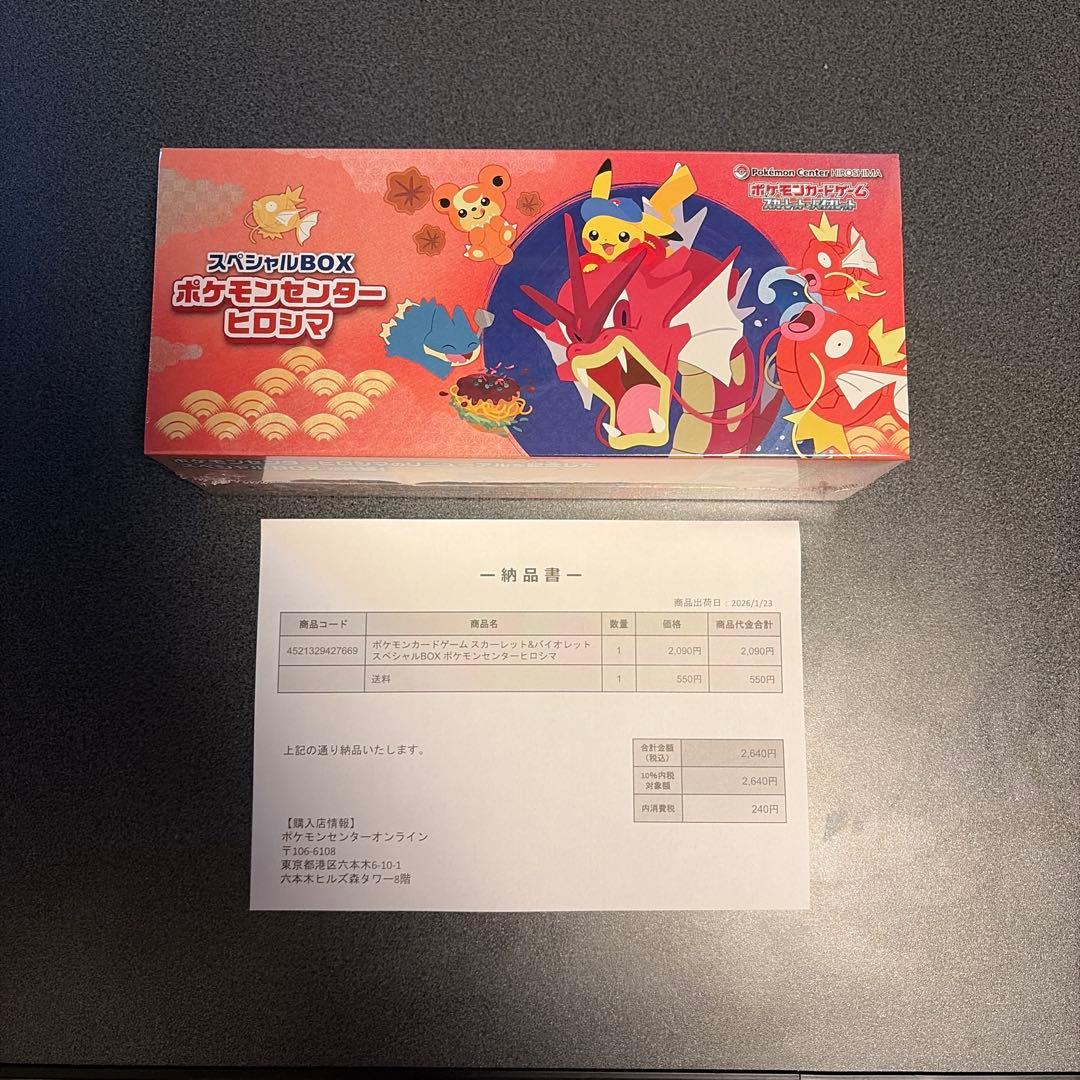 Pokémon Center HIROSHIMA
ポケモンカードゲーム
スカーレット&バイオレット
スペシャルBOX
ポケモンセンター
ヒロシマ
ー納品書ー
商品出荷日：2026/1/23
商品コード 商品名 数量 価格 商品代金合計
4521329427669 ポケモンカードゲーム スカーレット&バイオレット 1 2,090円 2,090円
スペシャルBOX ポケモンセンターヒロシマ
送料 1 550円 550円
上記の通り納品いたします。
合計金額 2,640円
（税込）
10%内税 2,640円
対象額
内消費税 240円
【購入店情報】
ポケモンセンターオンライン
〒106-6108
東京都港区六本木6-10-1
六本木ヒルズ森タワー8階